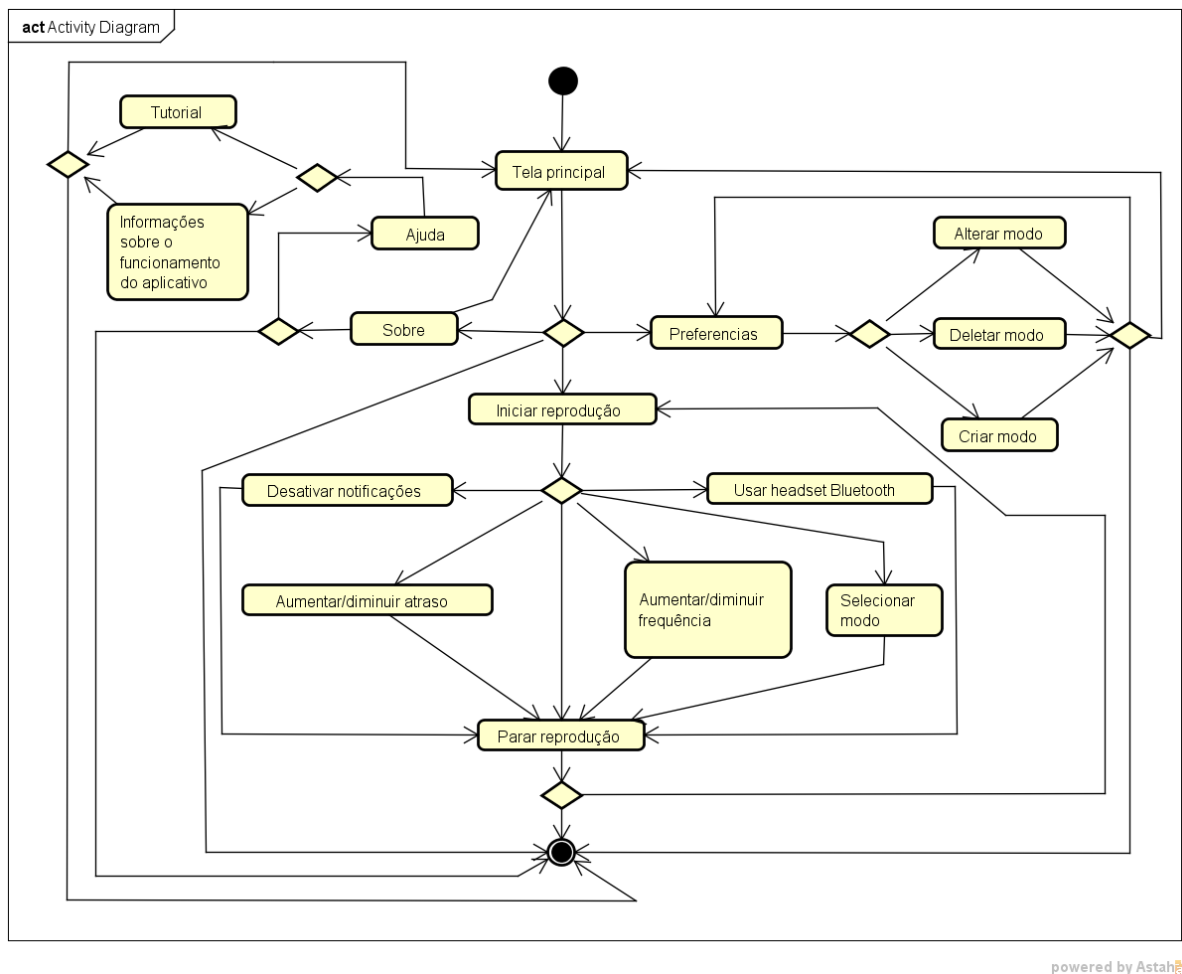 act Activity Diagram
Tutorial
Tela principal
Informações
sobre o
funcionamento
do aplicativo
Ajuda
Alterar modo
Sobre
Preferencias
Deletar modo
Iniciar reprodução
Criar modo
Desativar notificações
Usar headset Bluetooth
Aumentar/diminuir atraso
Aumentar/diminuir
frequência
Selecionar
modo
Parar reprodução
powered by Astah